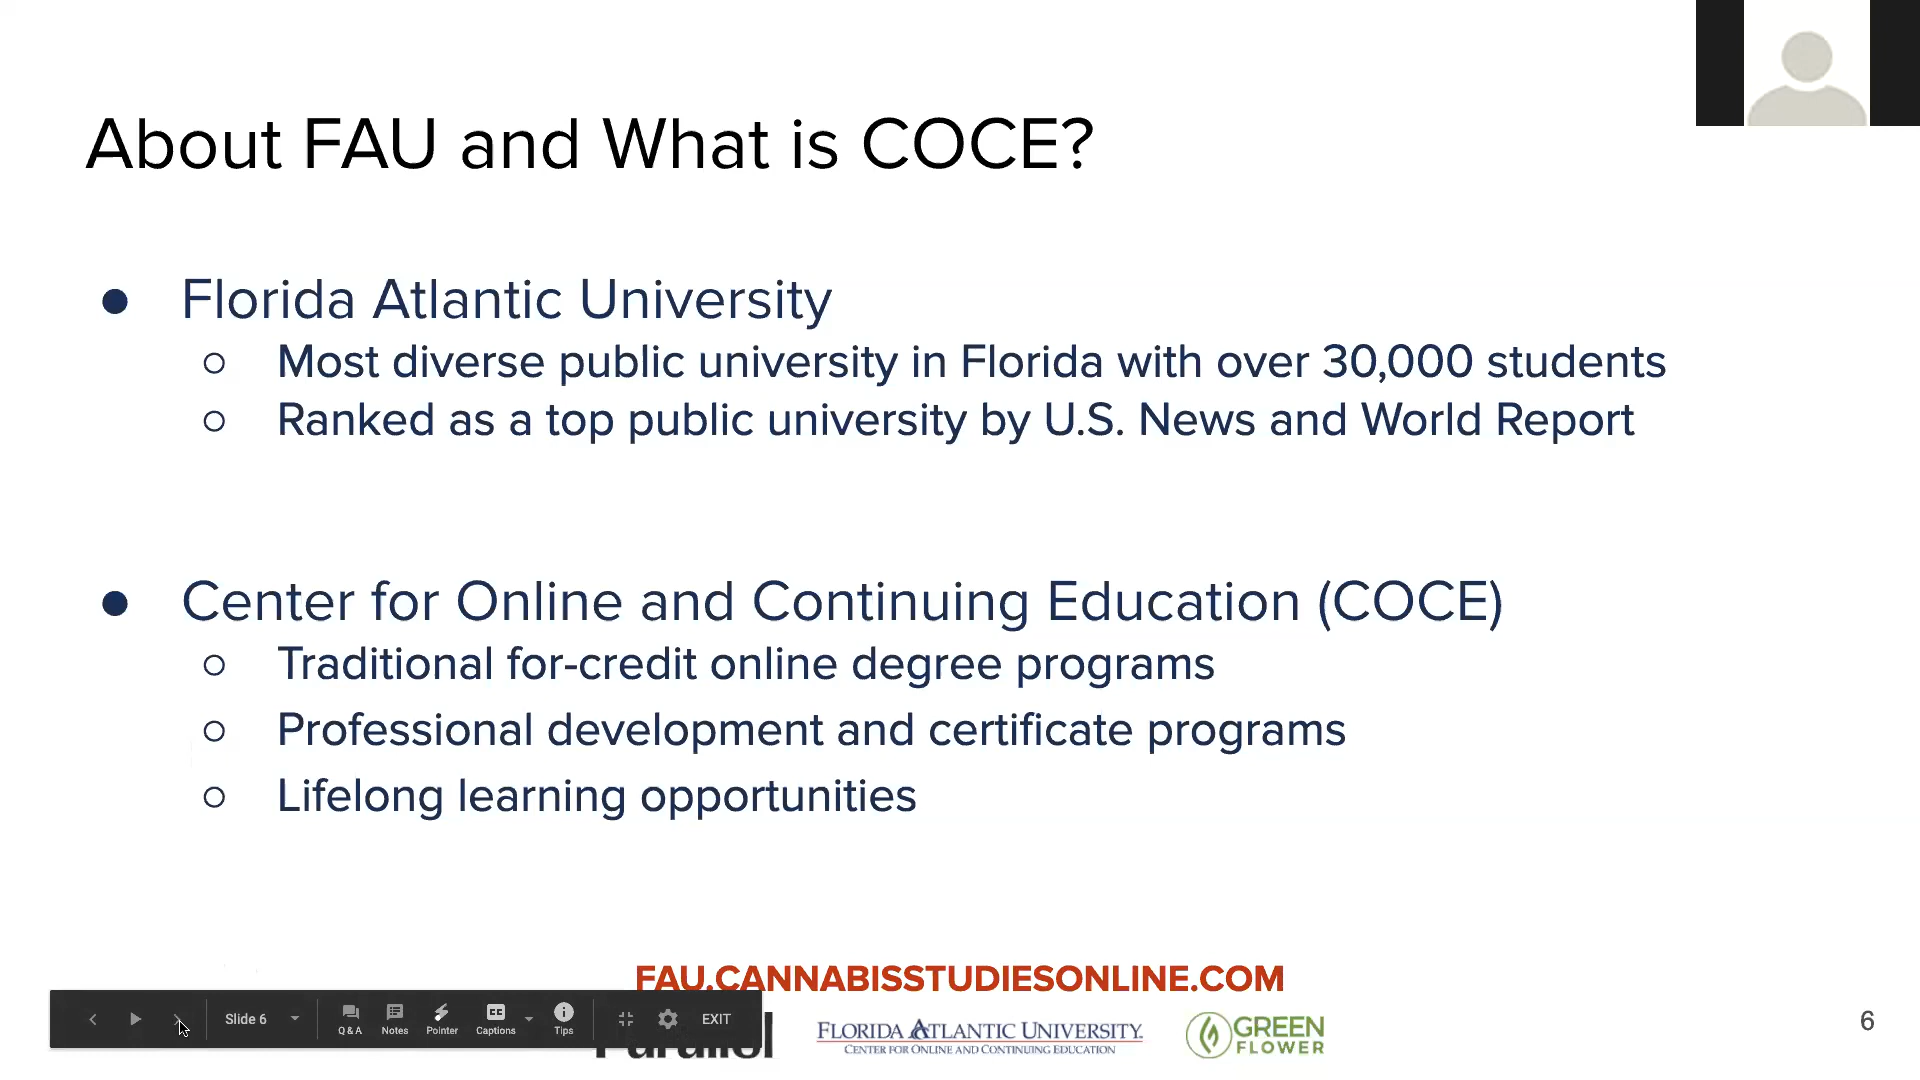 About FAU and What is COCE?
● Florida Atlantic University
○ Most diverse public university in Florida with over 30,000 students
○ Ranked as a top public university by U.S. News and World Report
● Center for Online and Continuing Education (COCE)
○ Traditional for-credit online degree programs
○ Professional development and certificate programs
○ Lifelong learning opportunities
FAU.CANNABISSTUDIESONLINE.COM
Slide 6
Q & A
Notes
Pointer
Captions
Tips
EXIT
FLORIDA ATLANTIC UNIVERSITY.
CENTER FOR ONLINE AND CONTINUING EDUCATION
GREEN
FLOWER
6